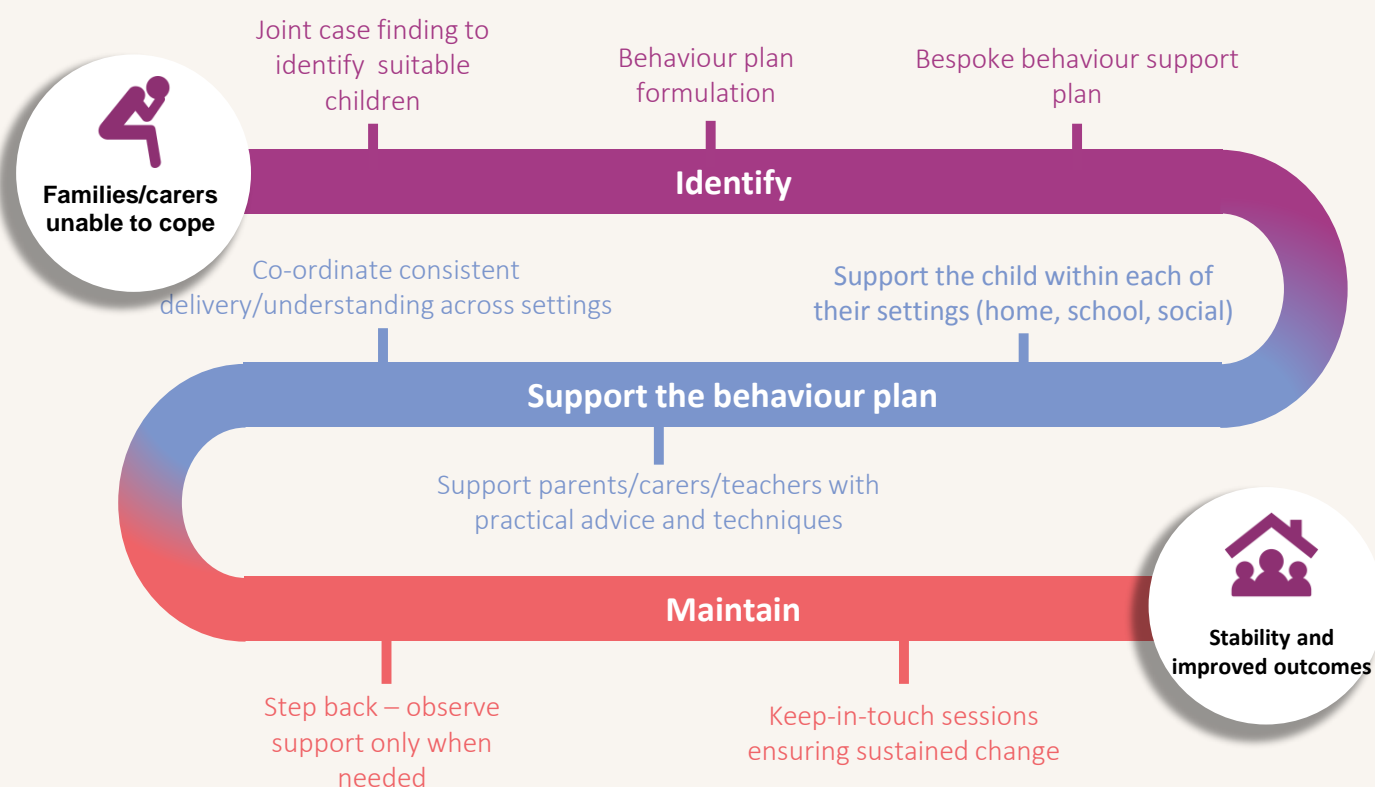 Joint case finding to
identify suitable
children
Behaviour plan
formulation
Bespoke behaviour support
plan
Families/carers
unable to cope
Identify
Co-ordinate consistent
delivery/understanding across settings
Support the child within each of
their settings (home, school, social)
Support the behaviour plan
Support parents/carers/teachers with
practical advice and techniques
Maintain
Stability and
improved outcomes
Step back – observe
support only when
needed
Keep-in-touch sessions
ensuring sustained change